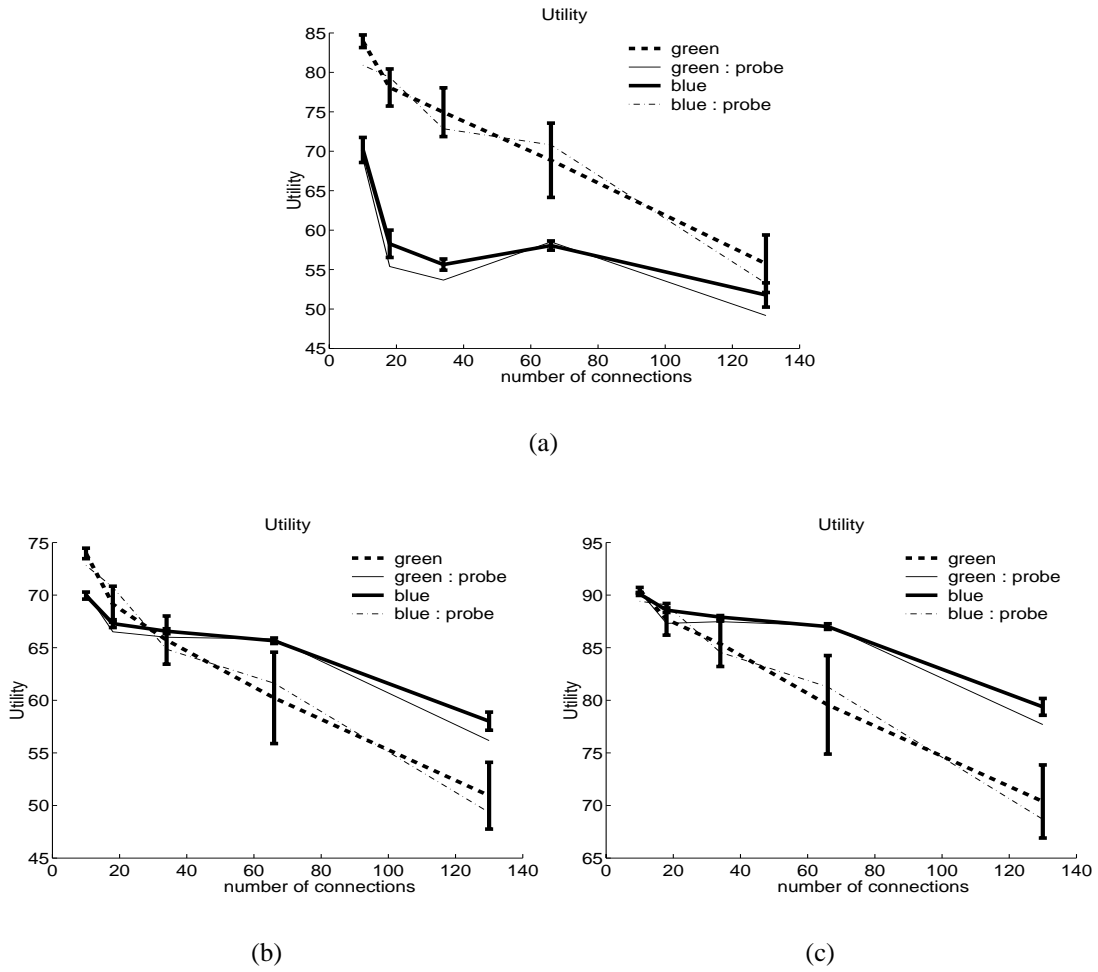 Utility
85
80
75
70
65
60
55
50
45
Utility
green
green : probe
blue
blue : probe
0 20 40 60 80 100 120 140
number of connections
(a)
Utility
75
70
65
60
55
50
45
Utility
green
green : probe
blue
blue : probe
0 20 40 60 80 100 120 140
number of connections
(b)
Utility
95
90
85
80
75
70
65
Utility
green
green : probe
blue
blue : probe
0 20 40 60 80 100 120 140
number of connections
(c)